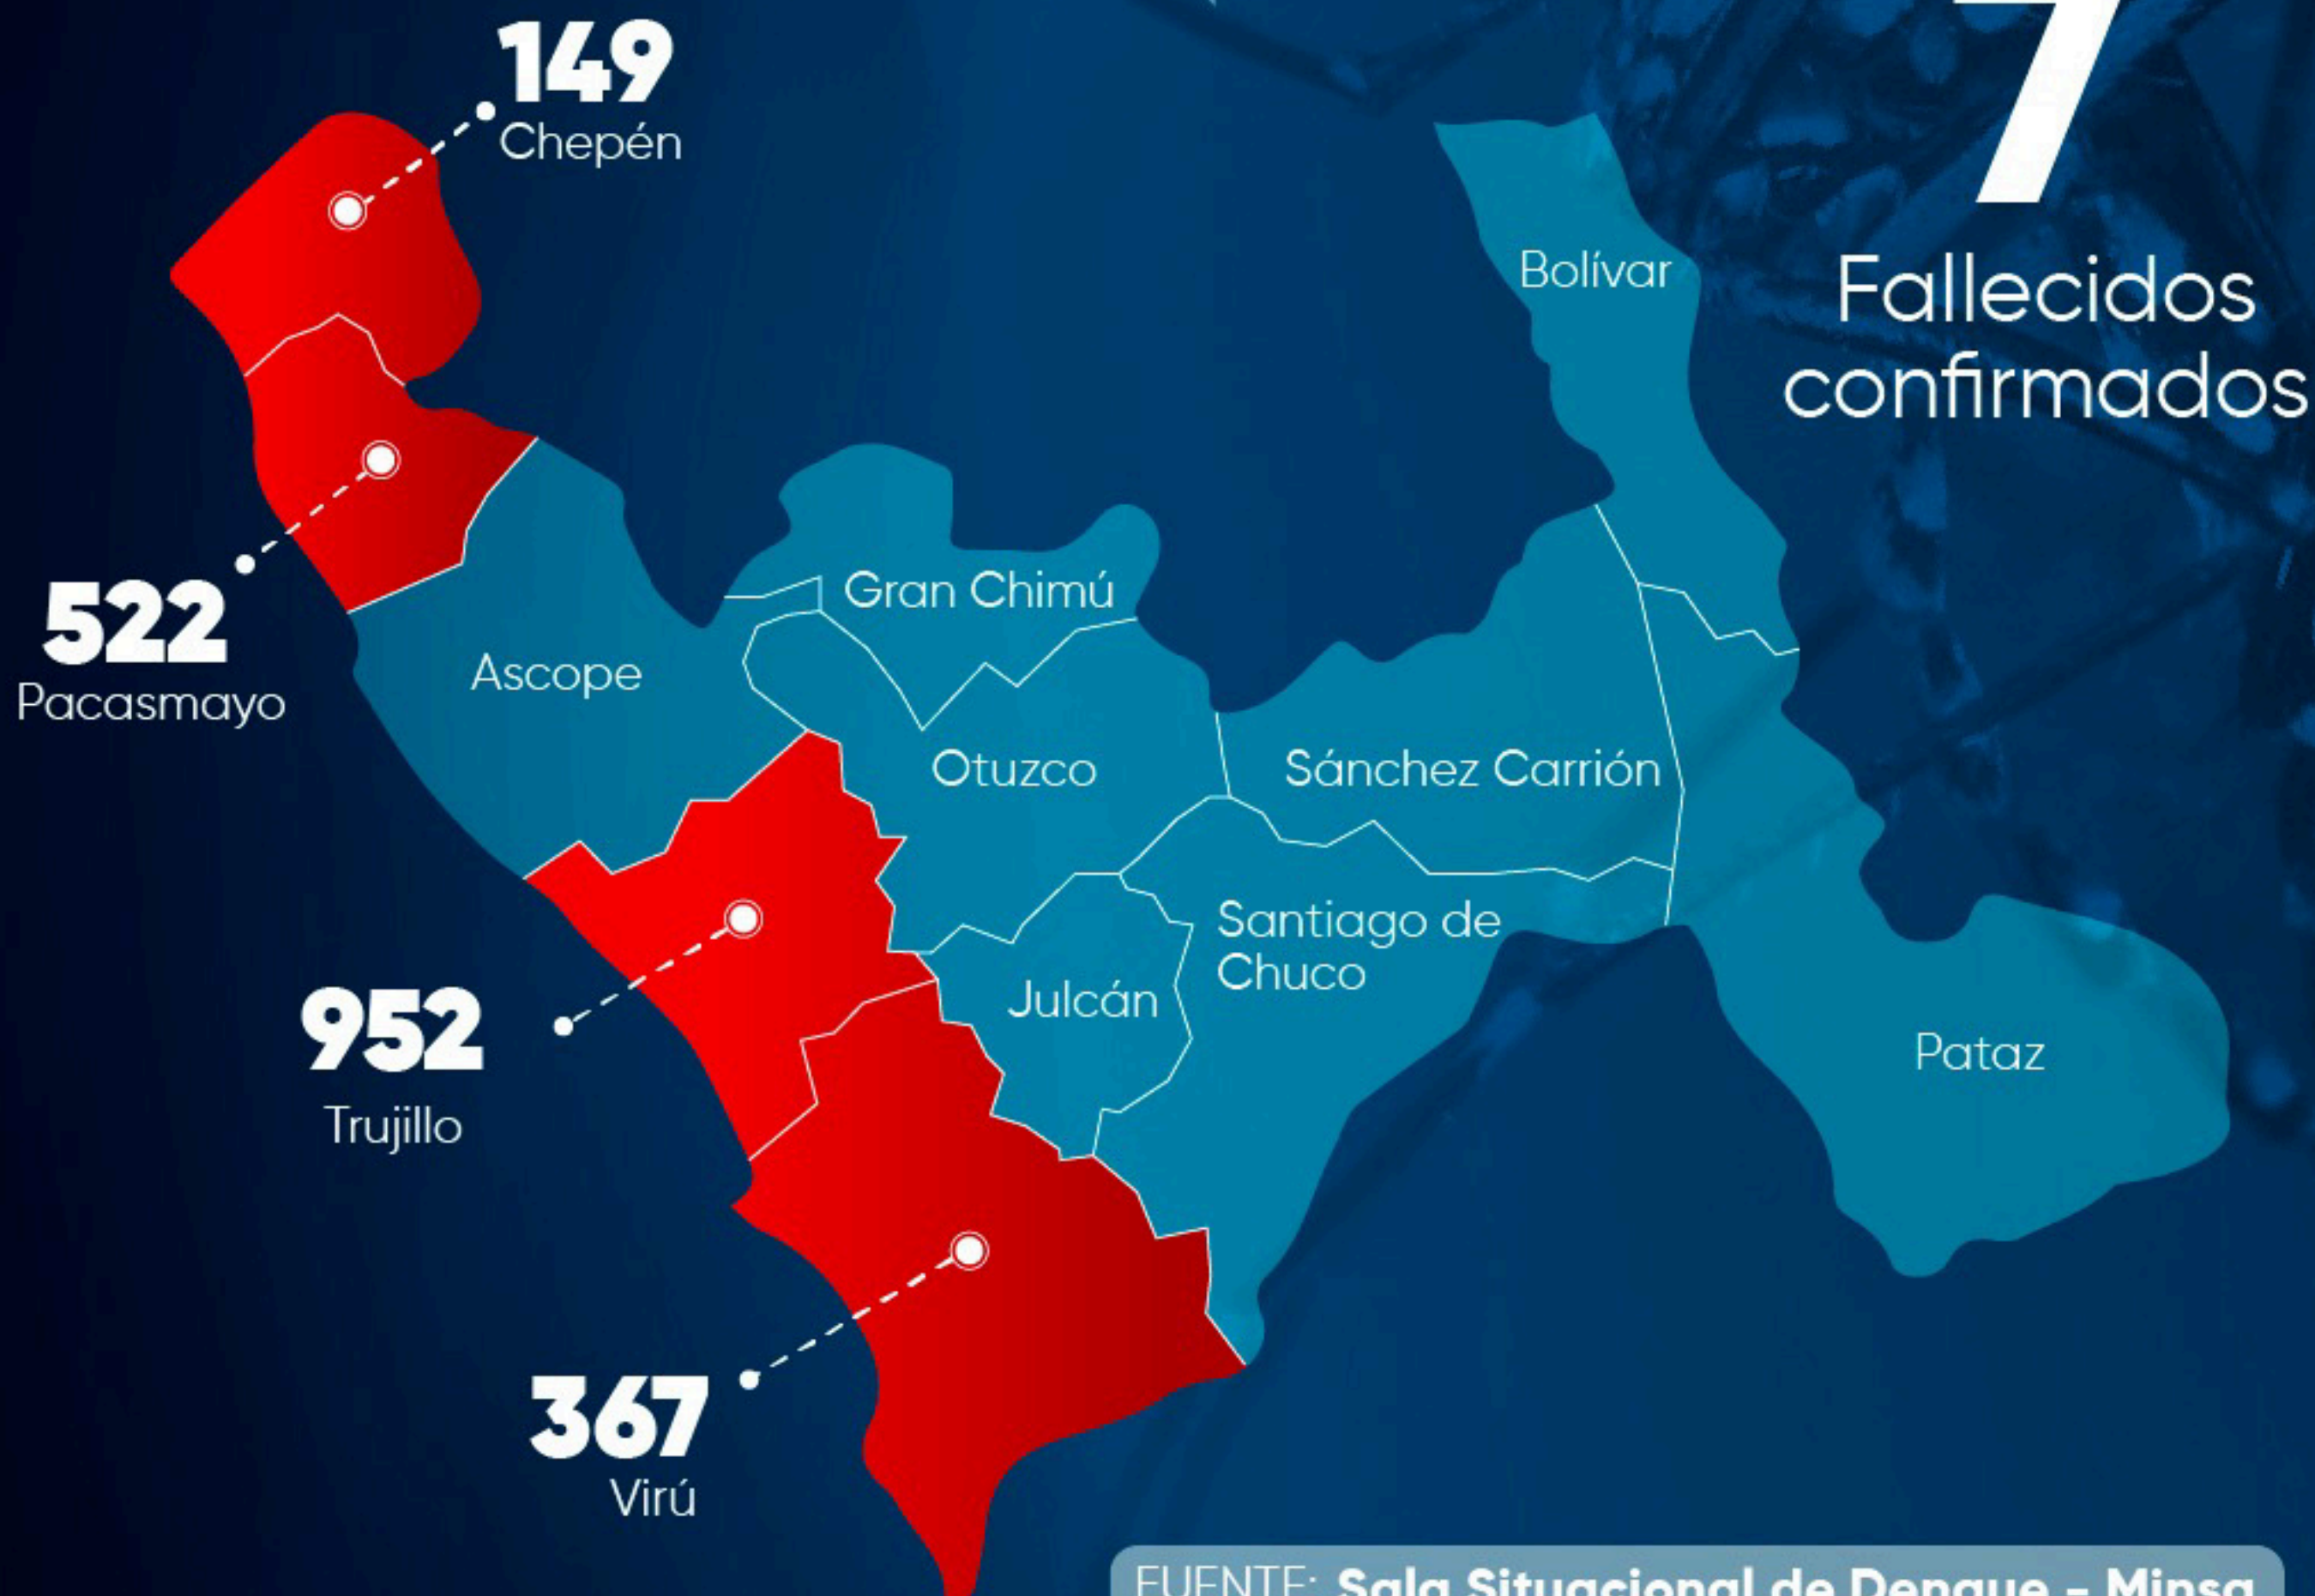 149
Chepén
7
Fallecidos
confirmados
Bolívar
522
Pacasmayo
Gran Chimú
Ascope
Otuzco
Sánchez Carrión
Santiago de
Chuco
Julcán
952
Trujillo
Pataz
367
Virú
FUENTE: Sala Situacional de Dengue - Minsa